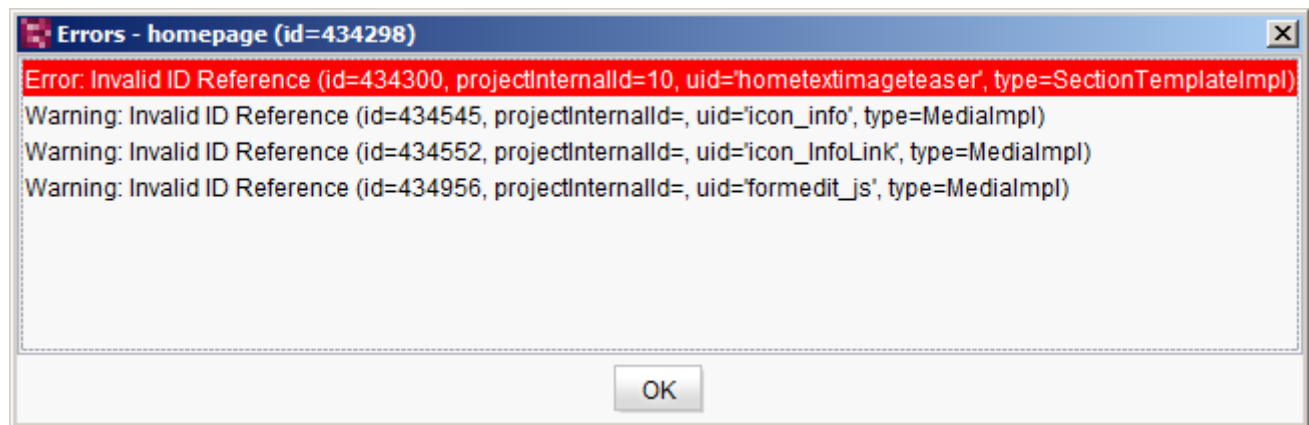 Errors - homepage (id=434298)
Error: Invalid ID Reference (id=434300, projectInternalId=10, uid='hometextimageteaser', type=SectionTemplateImpl)
Warning: Invalid ID Reference (id=434545, projectInternalId=, uid='icon_info', type=MediaImpl)
Warning: Invalid ID Reference (id=434552, projectInternalId=, uid='icon_InfoLink', type=MediaImpl)
Warning: Invalid ID Reference (id=434956, projectInternalId=, uid='formedit_js', type=MediaImpl)
OK